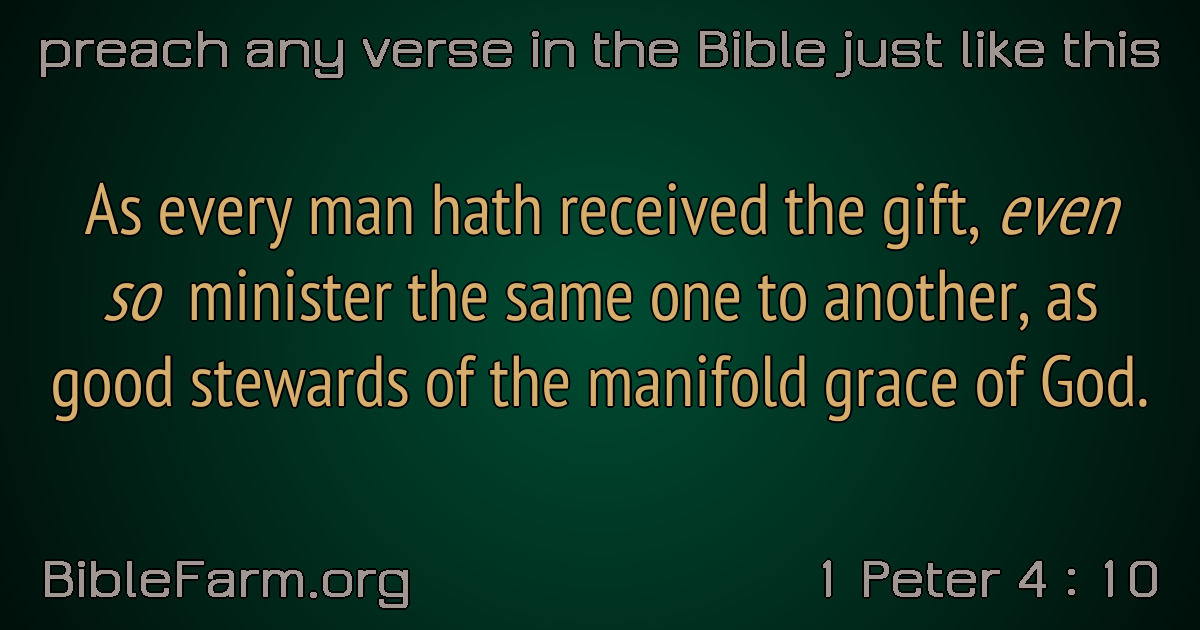 preach any verse in the Bible just like this
As every man hath received the gift, even
so minister the same one to another, as
good stewards of the manifold grace of God.
BibleFarm.org
1 Peter 4 : 10